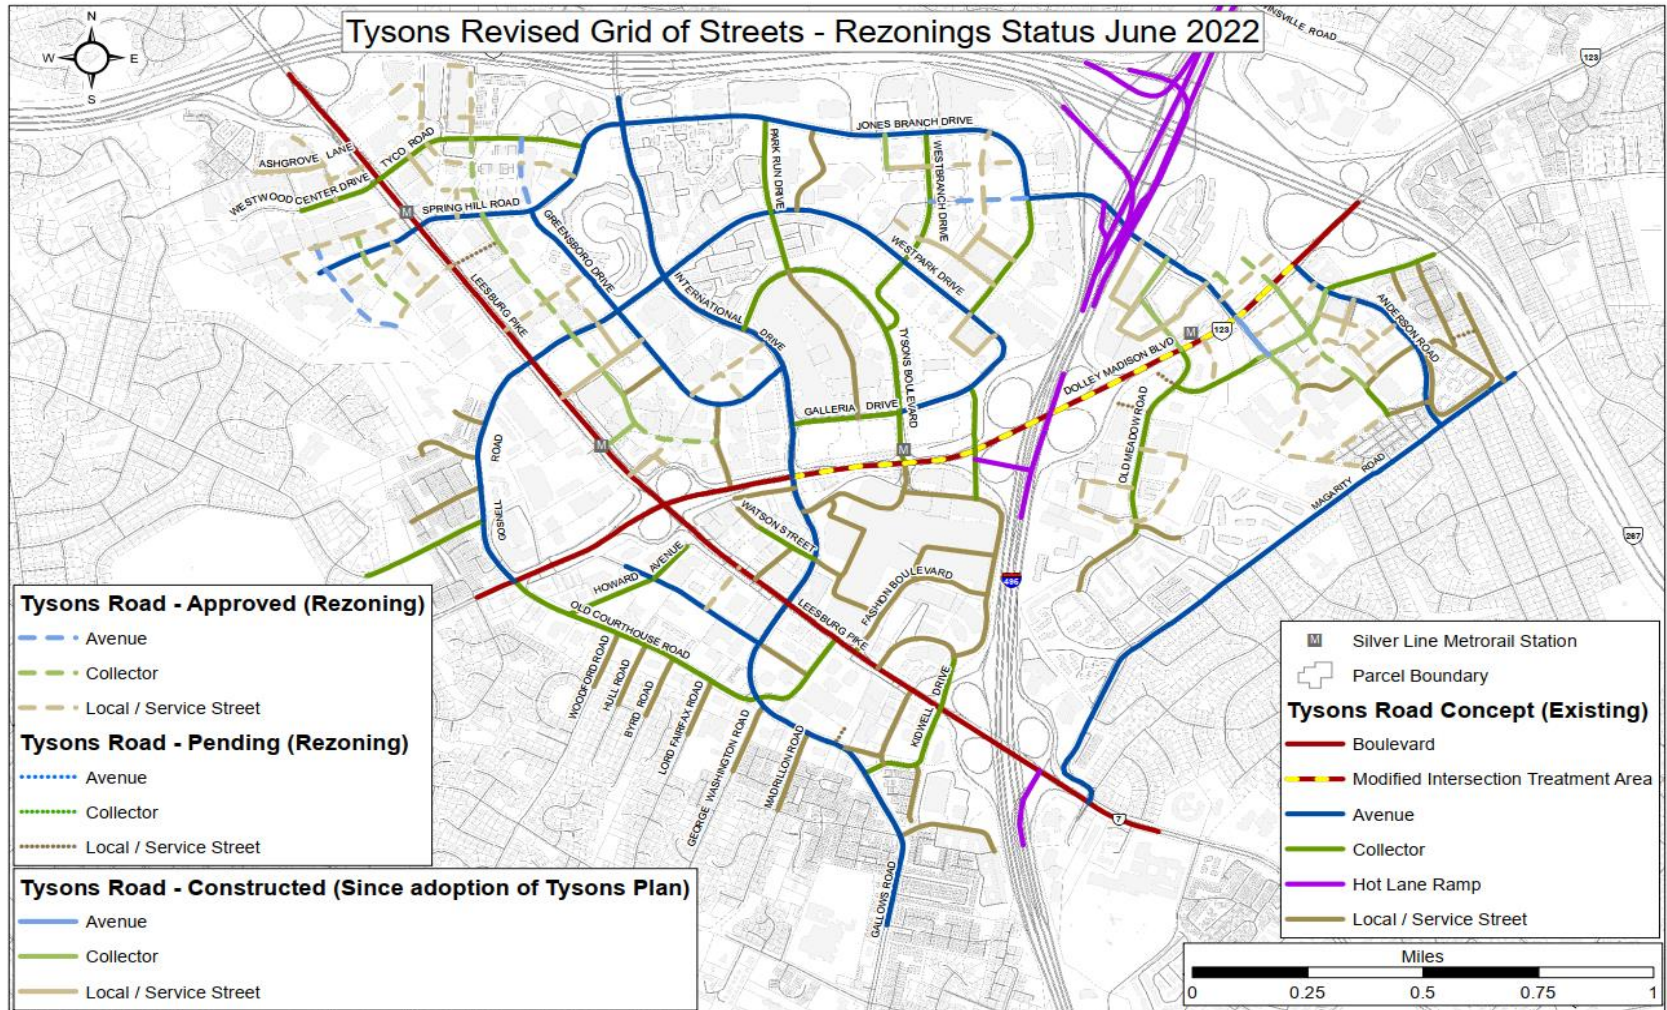 Tysons Revised Grid of Streets - Rezonings Status June 2022
N
W
E
S
ROAD
123
JONES BRANCH DRIVE
PARK RUN DRIVE
WESTBRANCH DRIVE
ASHGROVE LANE
TYCO ROAD
WESTWOOD CENTER DRIVE
M
SPRING HILL ROAD
GREENSBORO DRIVE
WESTPARK DRIVE
INTERNATIONAL DRIVE
LEESBURG PIKE
TYSONS BOULEVARD
M
123
DOLLEY MADISON BLVD
ANDERSON ROAD
GALLERIA DRIVE
OLD MEADOW ROAD
M
M
GOSNELL ROAD
MAGARITY ROAD
WATSON STREET
267
HOWARD AVENUE
FASHION BOULEVARD
495
LEESBURG PIKE
OLD COURTHOUSE ROAD
WOODFORD ROAD
HULL ROAD
BYRD ROAD
LORD FAIRFAX ROAD
GEORGE WASHINGTON ROAD
MADRILLON ROAD
KIDWELL DRIVE
GALLOWS ROAD
7
Tysons Road - Approved (Rezoning)
Avenue
Collector
Local / Service Street
Tysons Road - Pending (Rezoning)
Avenue
Collector
Local / Service Street
Tysons Road - Constructed (Since adoption of Tysons Plan)
Avenue
Collector
Local / Service Street
M Silver Line Metrorail Station
Parcel Boundary
Tysons Road Concept (Existing)
Boulevard
Modified Intersection Treatment Area
Avenue
Collector
Hot Lane Ramp
Local / Service Street
Miles
0 0.25 0.5 0.75 1